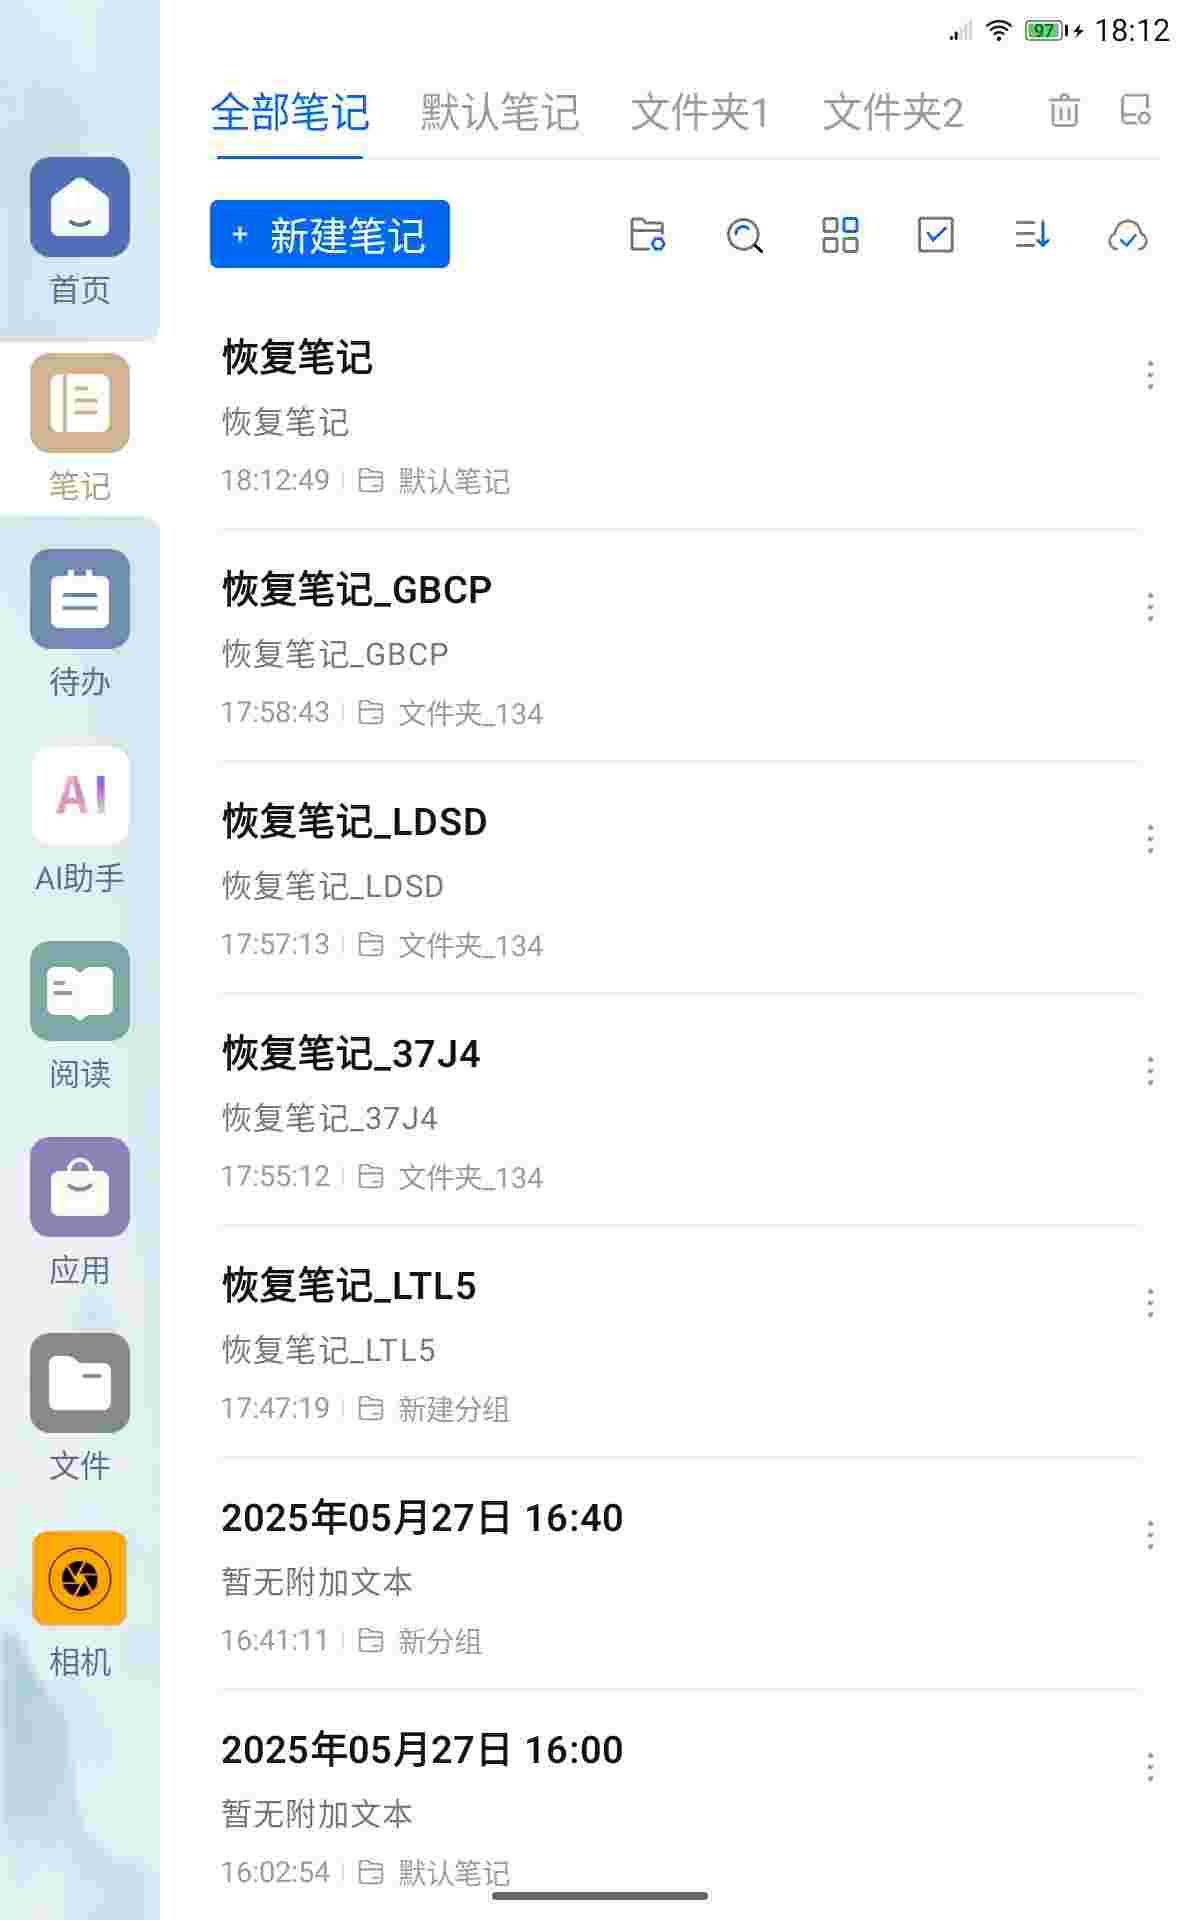 97 18:12
全部笔记 默认笔记 文件夹1 文件夹2
+ 新建笔记
首页
笔记
待办
AI
AI助手
阅读
应用
文件
相机
恢复笔记
恢复笔记
18:12:49 默认笔记
恢复笔记_GBCP
恢复笔记_GBCP
17:58:43 文件夹_134
恢复笔记_LDSD
恢复笔记_LDSD
17:57:13 文件夹_134
恢复笔记_37J4
恢复笔记_37J4
17:55:12 文件夹_134
恢复笔记_LTL5
恢复笔记_LTL5
17:47:19 新建分组
2025年05月27日 16:40
暂无附加文本
16:41:11 新分组
2025年05月27日 16:00
暂无附加文本
16:02:54 默认笔记